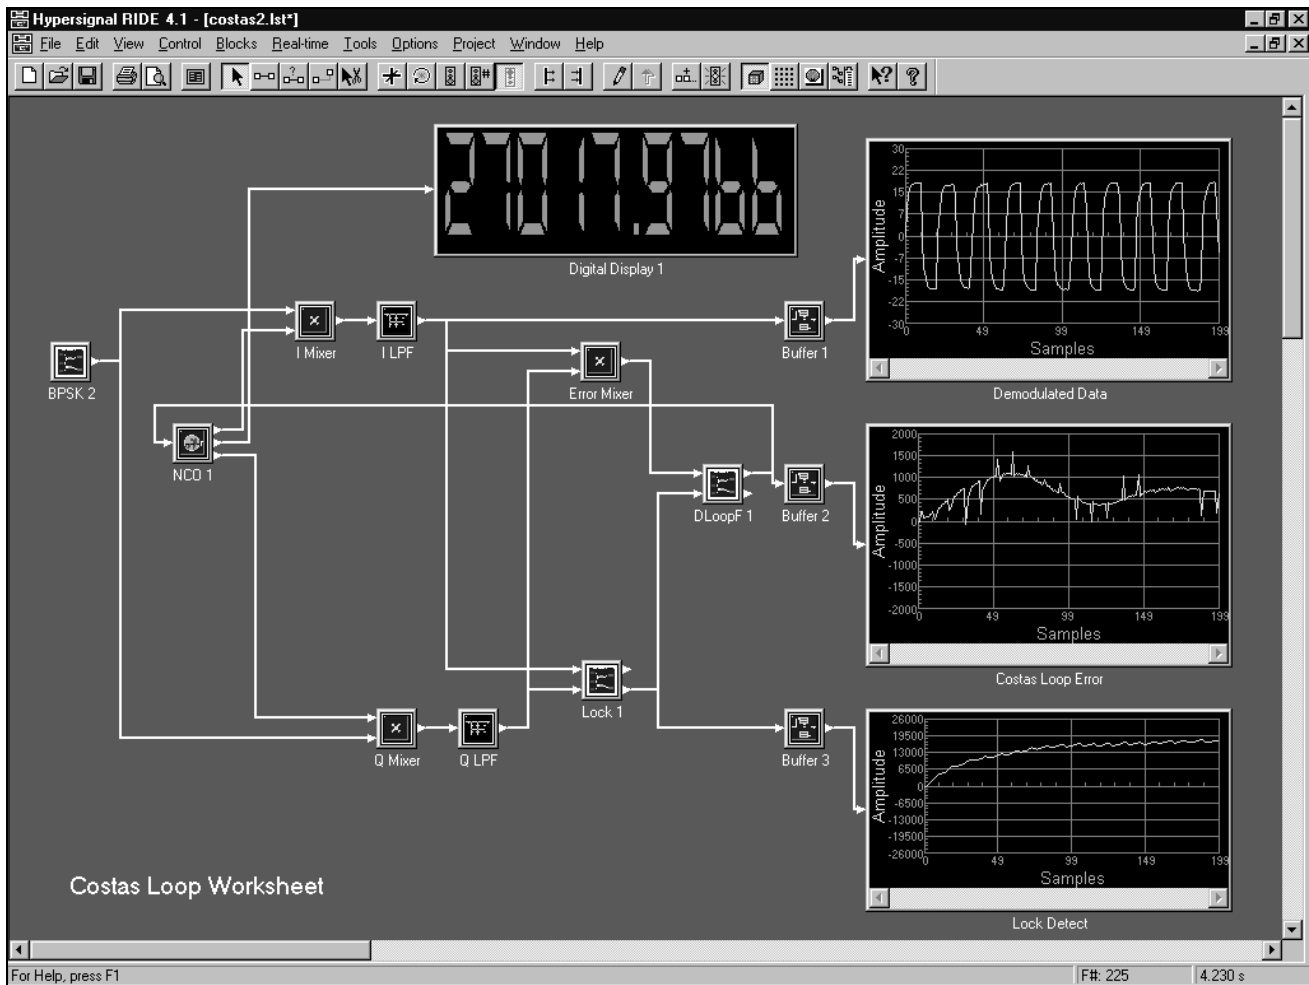 Hypersignal RIDE 4.1 - [costas2.lst*]
File Edit View Control Blocks Real-time Tools Options Project Window Help
27017.9766
Digital Display 1
30
22
15
7
0
-7
-15
-22
-30
Amplitude
0 49 99 149 199
Samples
Demodulated Data
I Mixer
I LPF
Buffer 1
BPSK 2
Error Mixer
NCO 1
DLoopF 1
Buffer 2
2000
1500
1000
500
0
-500
-1000
-1500
-2000
Amplitude
0 49 99 149 199
Samples
Costas Loop Error
Lock 1
Q Mixer
Q LPF
Buffer 3
26000
19500
13000
6500
0
-6500
-13000
-19500
-26000
Amplitude
0 49 99 149 199
Samples
Lock Detect
Costas Loop Worksheet
For Help, press F1
F#: 225
4.230 s